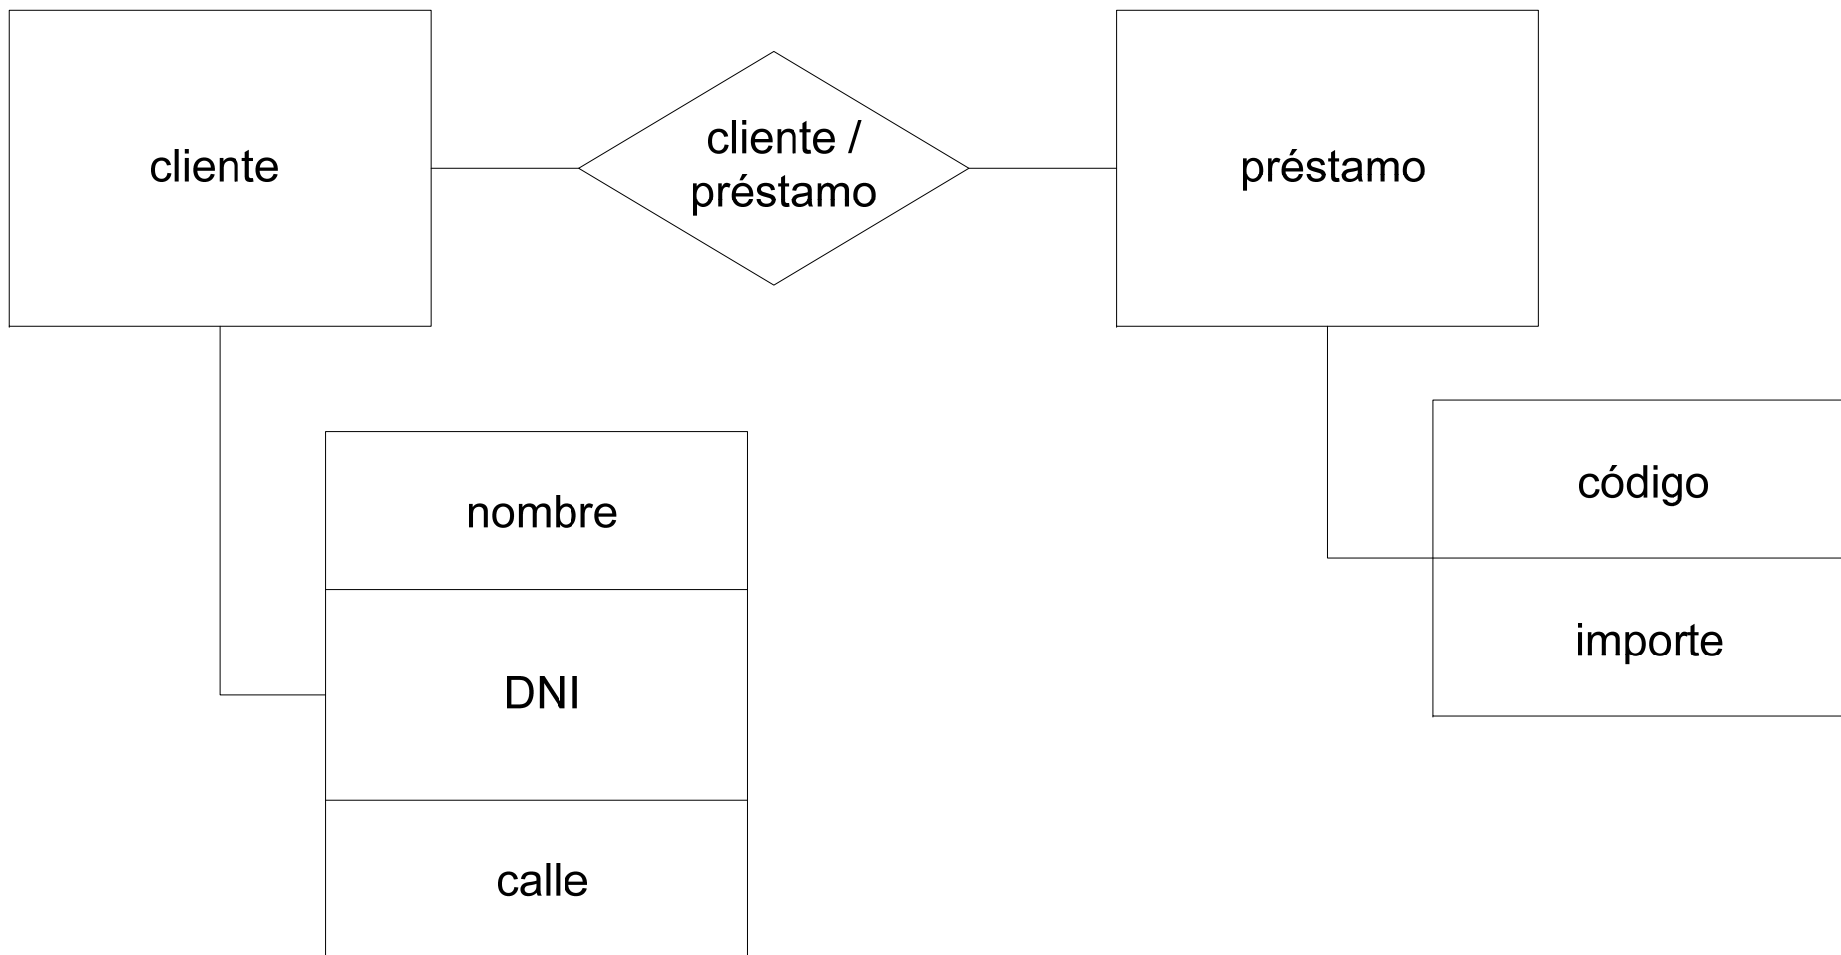 cliente
cliente /
préstamo
préstamo
nombre
DNI
calle
código
importe